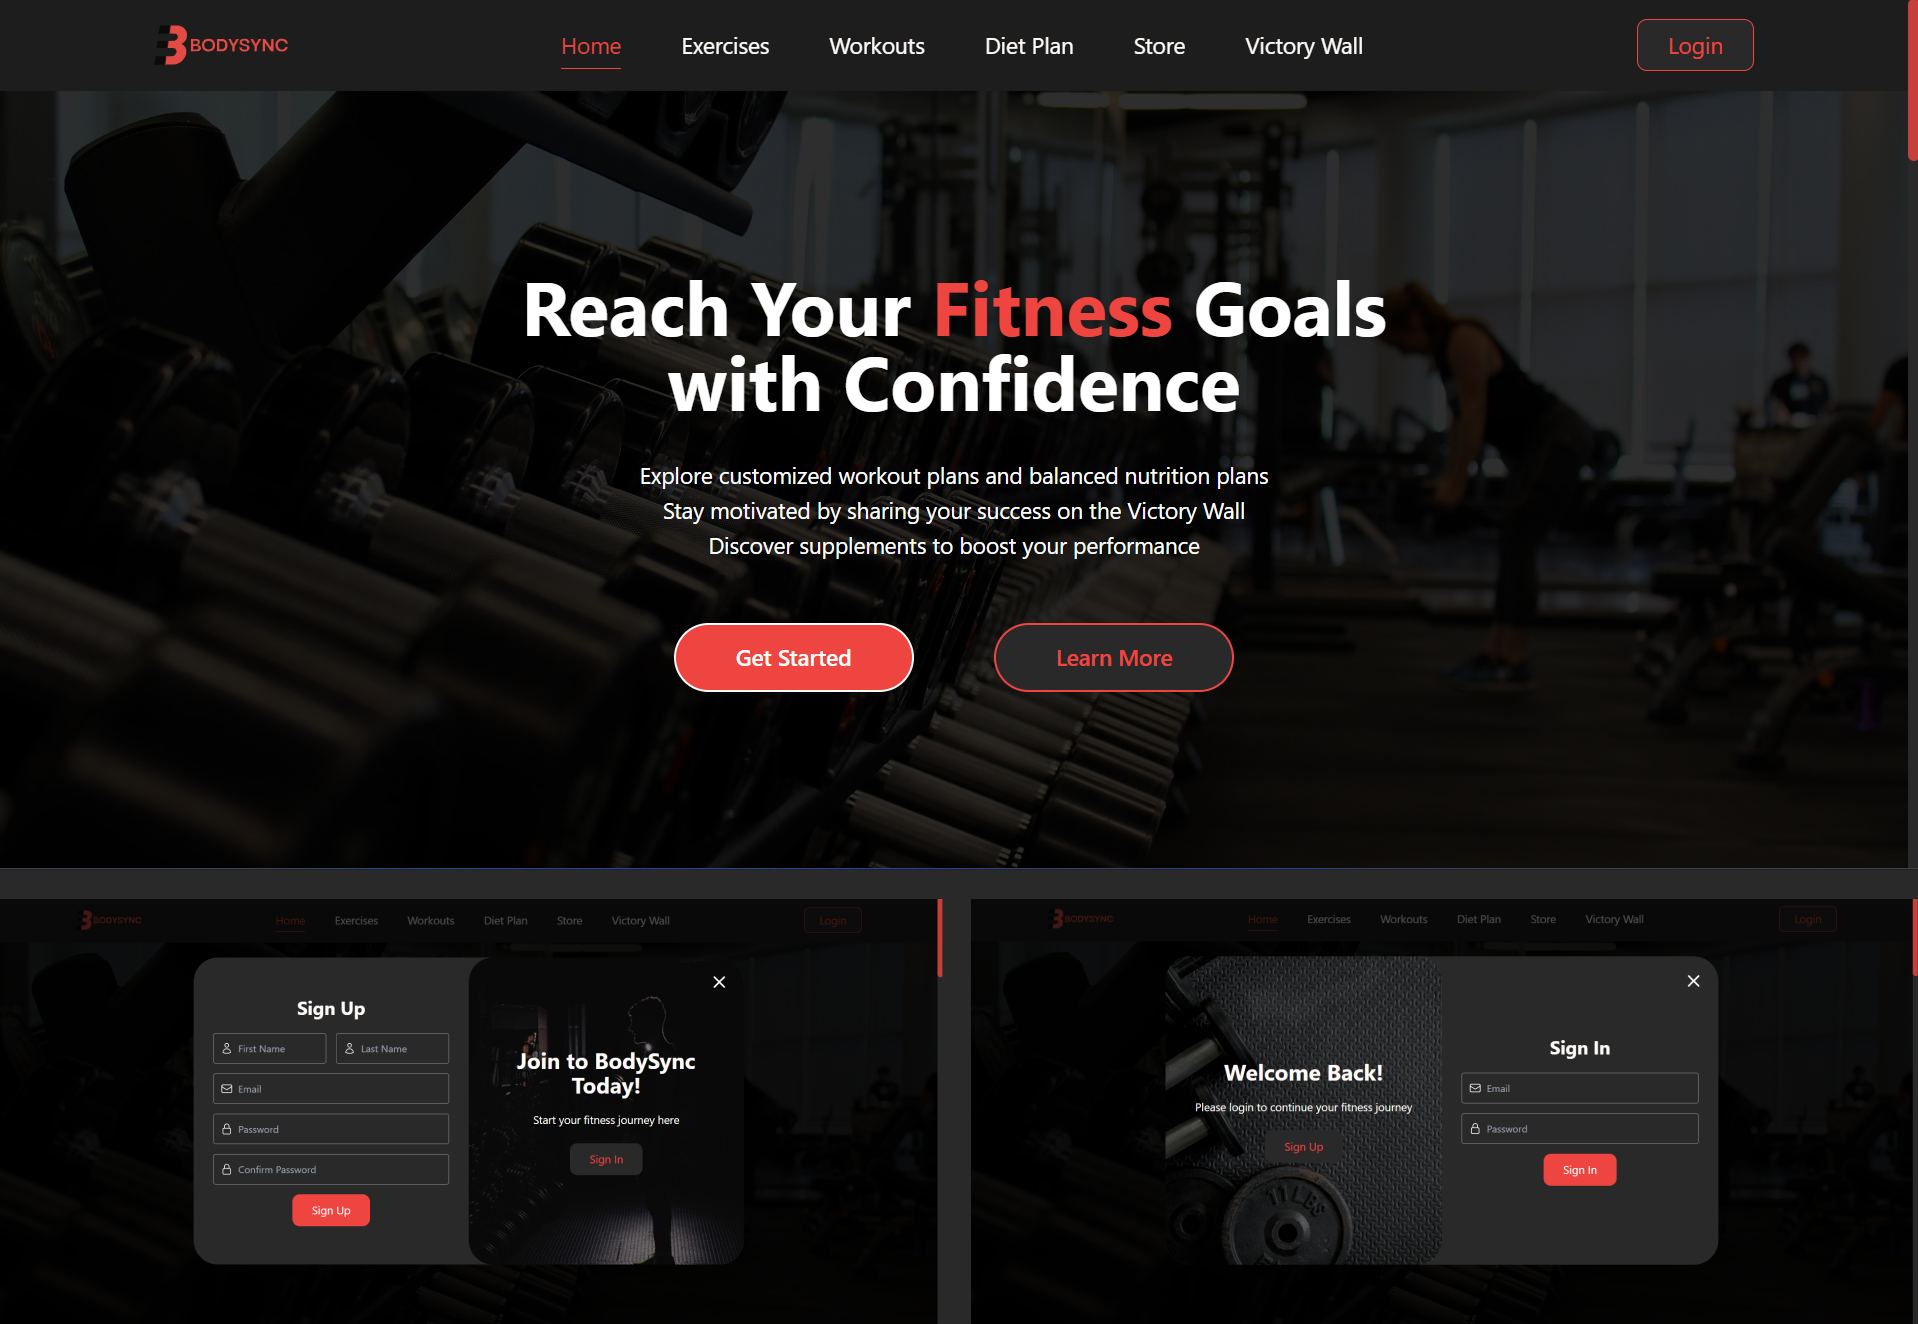 BODYSYNC
Home Exercises Workouts Diet Plan Store Victory Wall
Login
Reach Your Fitness Goals
with Confidence
Explore customized workout plans and balanced nutrition plans
Stay motivated by sharing your success on the Victory Wall
Discover supplements to boost your performance
Get Started
Learn More
BODYSYNC
Home Exercises Workouts Diet Plan Store Victory Wall
Login
Sign Up
First Name
Last Name
Email
Password
Confirm Password
Sign Up
Join to BodySync
Today!
Start your fitness journey here
Sign In
BODYSYNC
Home Exercises Workouts Diet Plan Store Victory Wall
Login
Welcome Back!
Please login to continue your fitness journey
Sign Up
11LBS
Sign In
Email
Password
Sign In